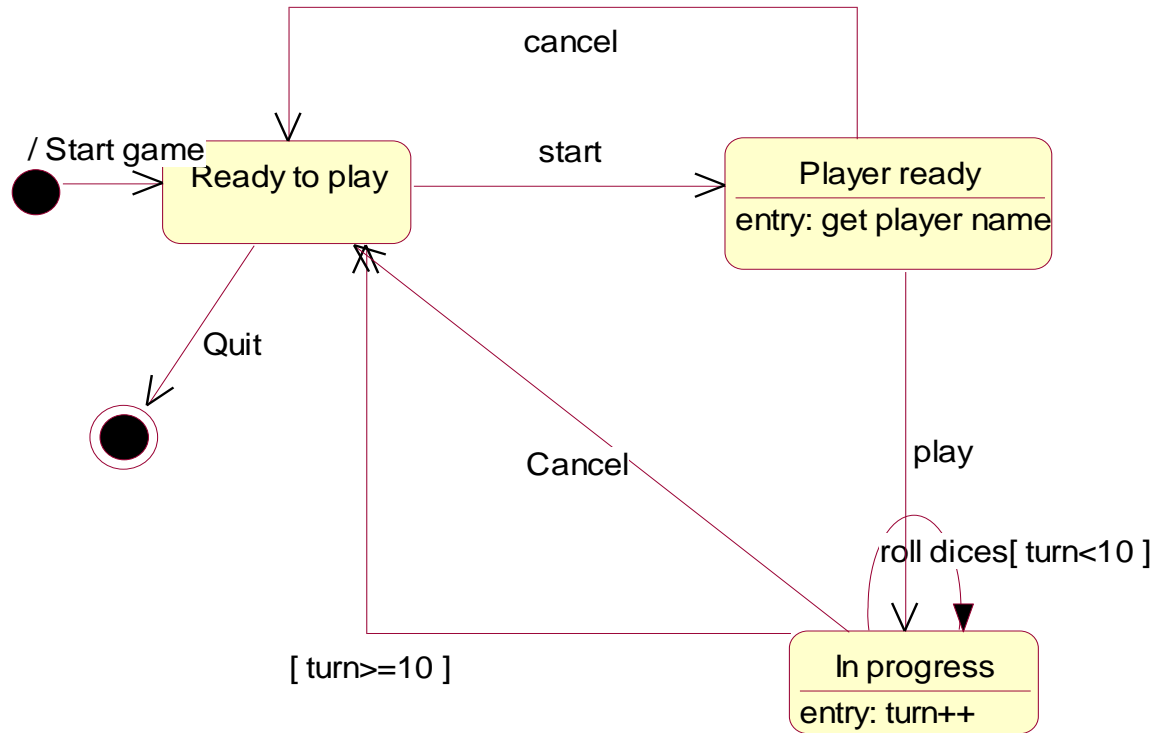 cancel
/ Start game
Ready to play
start
Player ready
entry: get player name
Quit
Cancel
play
roll dices[ turn<10 ]
[ turn>=10 ]
In progress
entry: turn++